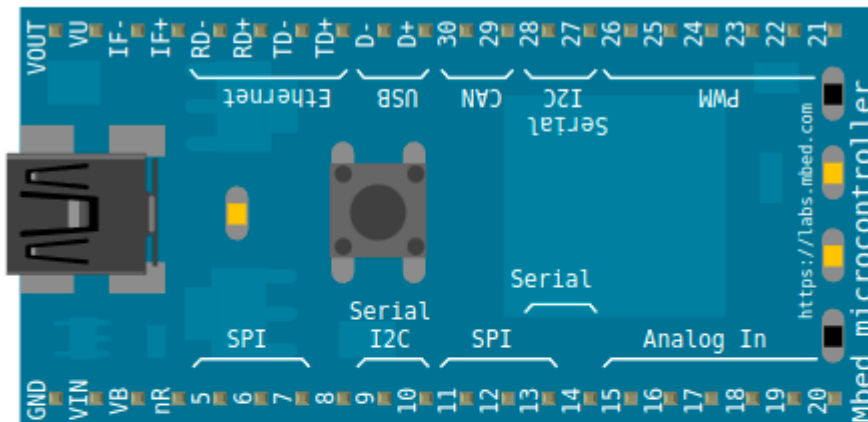 VOUT VU IF- IF+ RD- RD+ TD- TD+ D- D+ 30 29 28 27 26 25 24 23 22 21
Ethernet USB CAN I2C PWM
Serial
https://labs.mbed.com
Mbed microcontroller
Serial
Serial
SPI I2C SPI Analog In
GND VIN VB nR 5 6 7 8 9 10 11 12 13 14 15 16 17 18 19 20